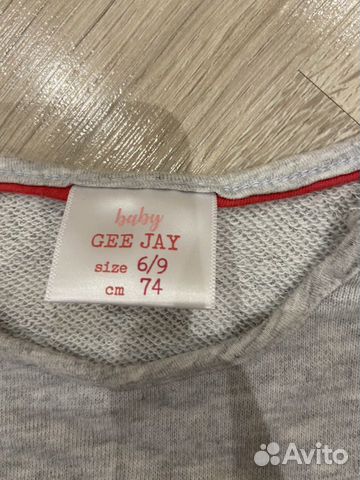 baby
GEE JAY
size 6/9
cm 74
Avito